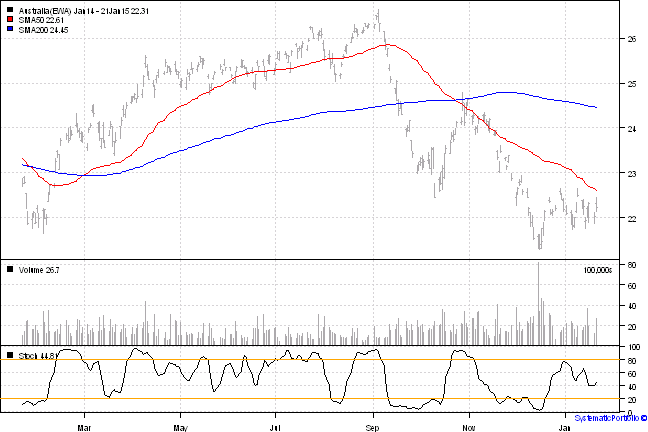 Australia(EWA) Jan14 - 21Jan15 22.31
SMA50 22.61
SMA200 24.45
26
25
24
23
22
Volume 26.7
100,000s
80
60
40
20
Stoch 44.81
100
80
60
40
20
0
Mar May Jul Sep Nov Jan
SystematicPortfolio ©